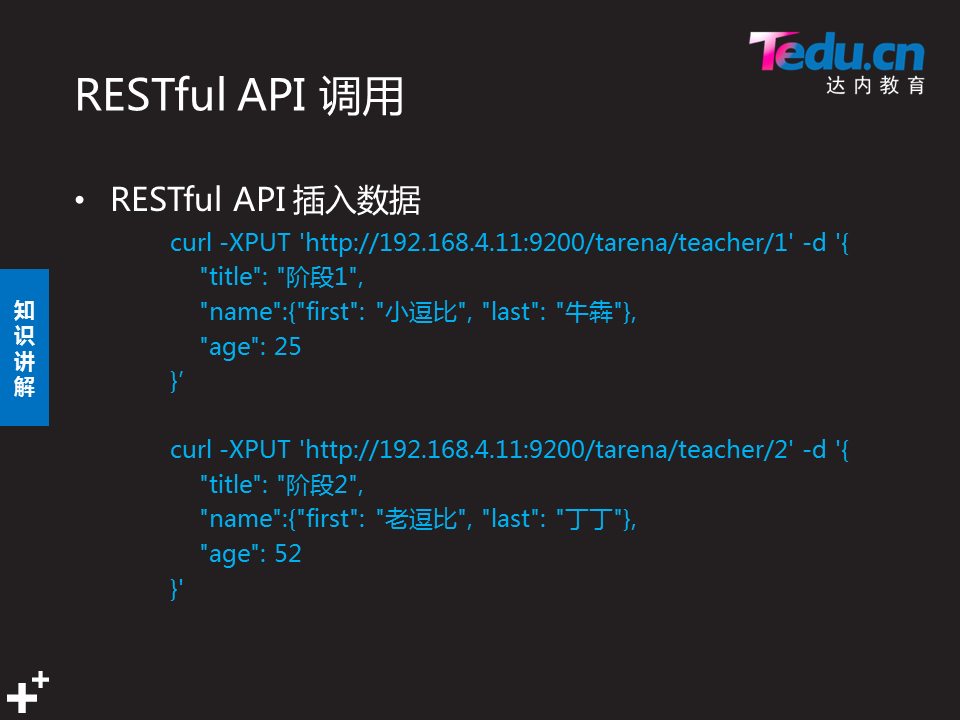 Tedu.cn
达内教育
RESTful API 调用
• RESTful API 插入数据
curl -XPUT 'http://192.168.4.11:9200/tarena/teacher/1' -d '{
"title": "阶段1",
"name":{"first": "小逗比", "last": "牛犇"},
"age": 25
}’
curl -XPUT 'http://192.168.4.11:9200/tarena/teacher/2' -d '{
"title": "阶段2",
"name":{"first": "老逗比", "last": "丁丁"},
"age": 52
}'
知
识
讲
解